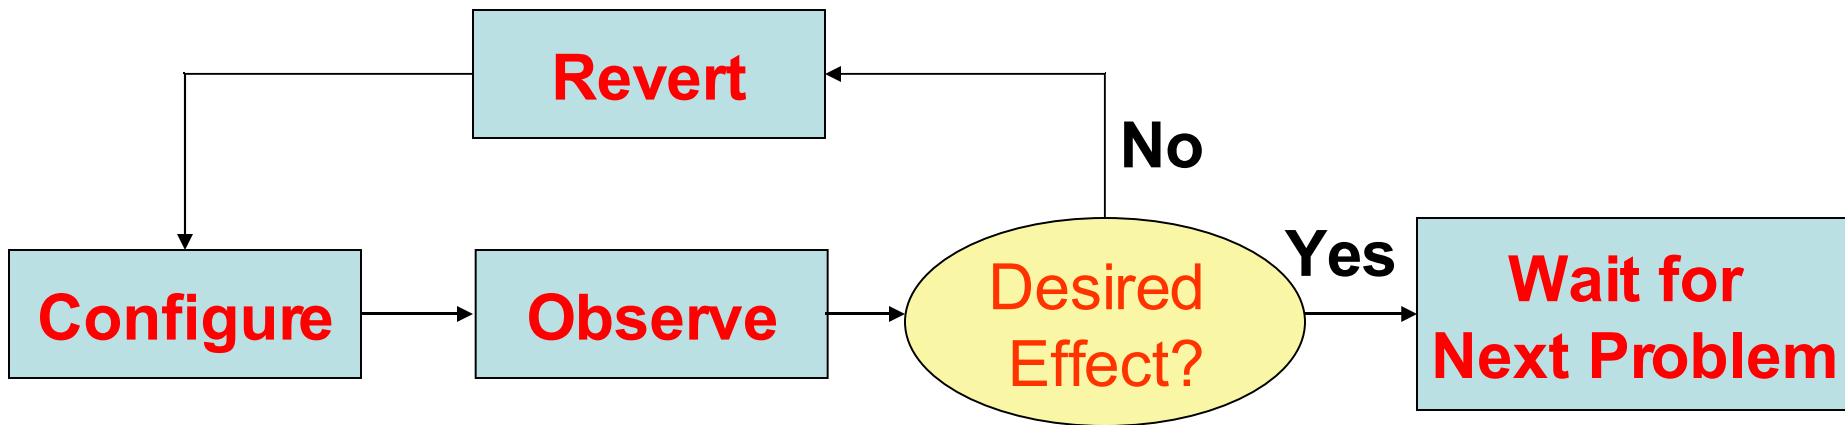 Revert
No
Configure
Observe
Desired
Effect?
Yes
Wait for
Next Problem